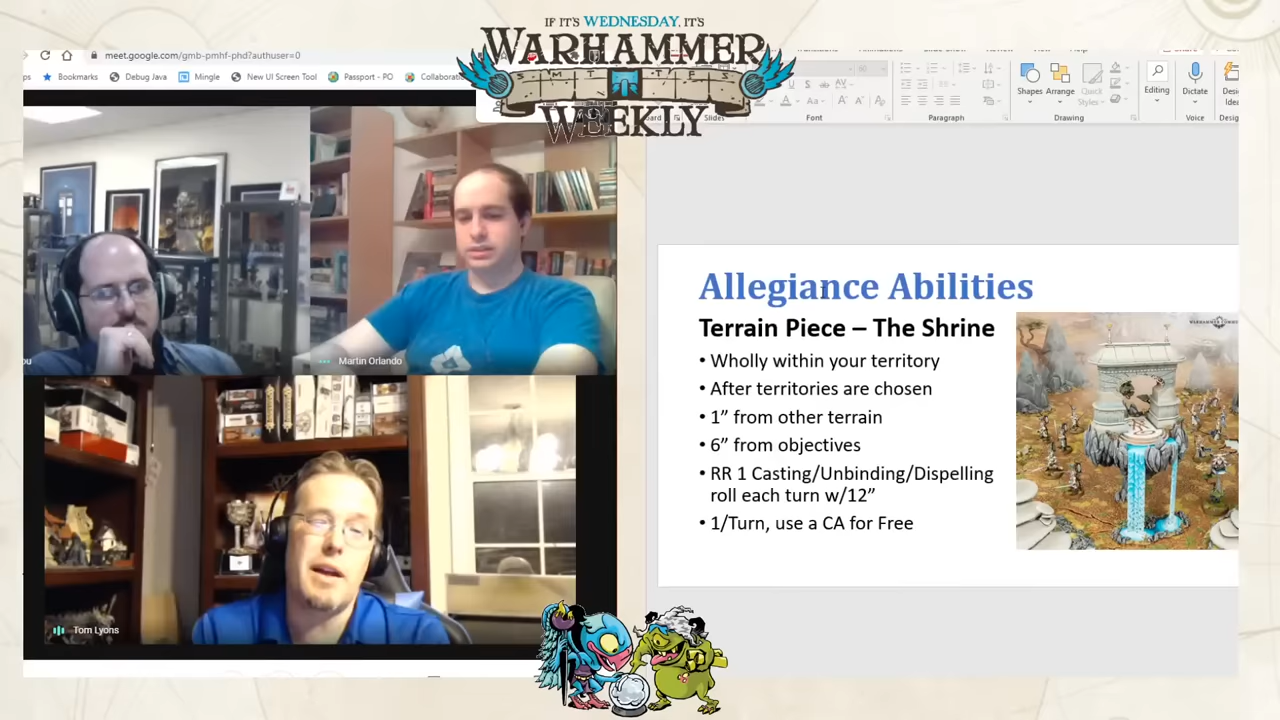 IF IT'S WEDNESDAY, IT'S
WARHAMMER
WEEKLY
meet.google.com/gmb-pmhf-phd?authuser=0
Bookmarks
Debug Java
Mingle
New UI Screen Tool
Passport - PO
Shapes
Arrange
Quick
Styles
Editing
Dictate
Slides
Font
Paragraph
Drawing
Voice
Martin Orlando
Tom Lyons
Allegiance Abilities
Terrain Piece – The Shrine
• Wholly within your territory
• After territories are chosen
• 1” from other terrain
• 6” from objectives
• RR 1 Casting/Unbinding/Dispelling
roll each turn w/12”
• 1/Turn, use a CA for Free